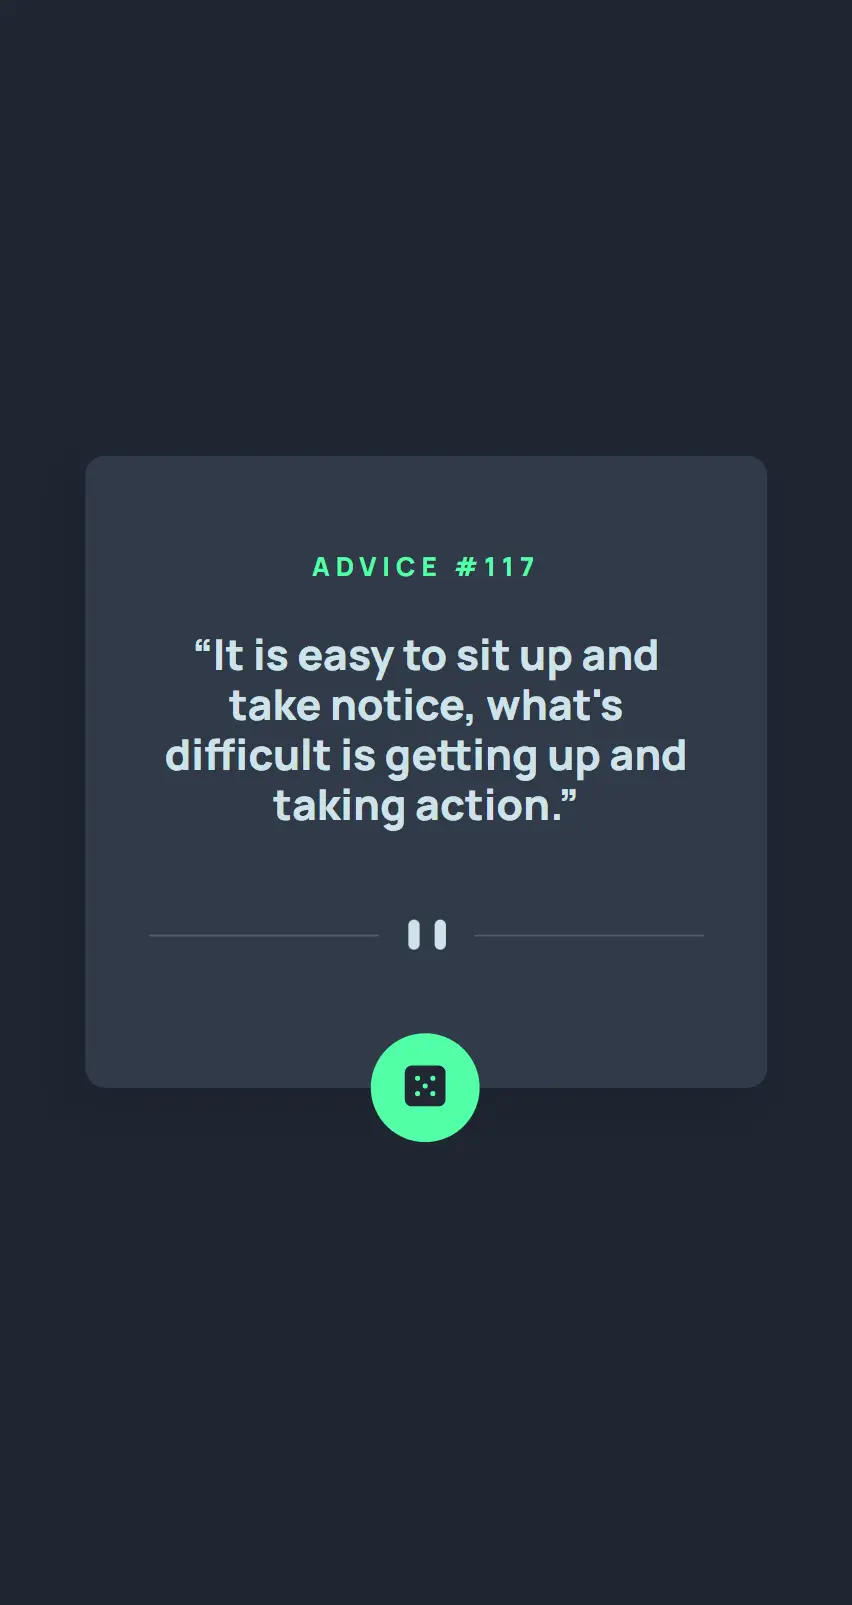 ADVICE #117
“It is easy to sit up and
take notice, what's
difficult is getting up and
taking action.”